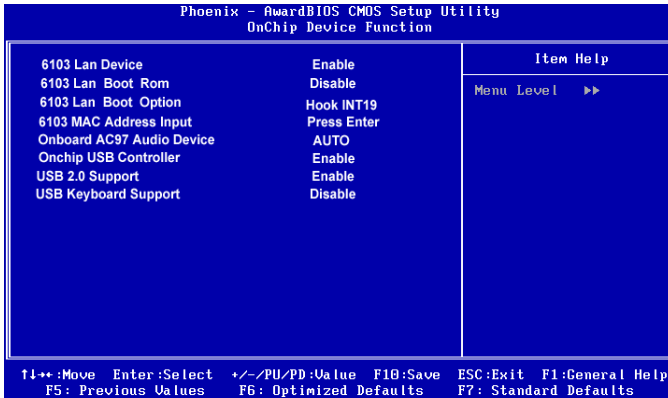 Phoenix - AwardBIOS CMOS Setup Utility
OnChip Device Function
6103 Lan Device Enable
6103 Lan Boot Rom Disable
6103 Lan Boot Option Hook INT19
6103 MAC Address Input Press Enter
Onboard AC97 Audio Device AUTO
Onchip USB Controller Enable
USB 2.0 Support Enable
USB Keyboard Support Disable
Item Help
Menu Level ▶▶
↑↓→←:Move Enter:Select +/-/PU/PD:Value F10:Save ESC:Exit F1:General Help
F5: Previous Values F6: Optimized Defaults F7: Standard Defaults